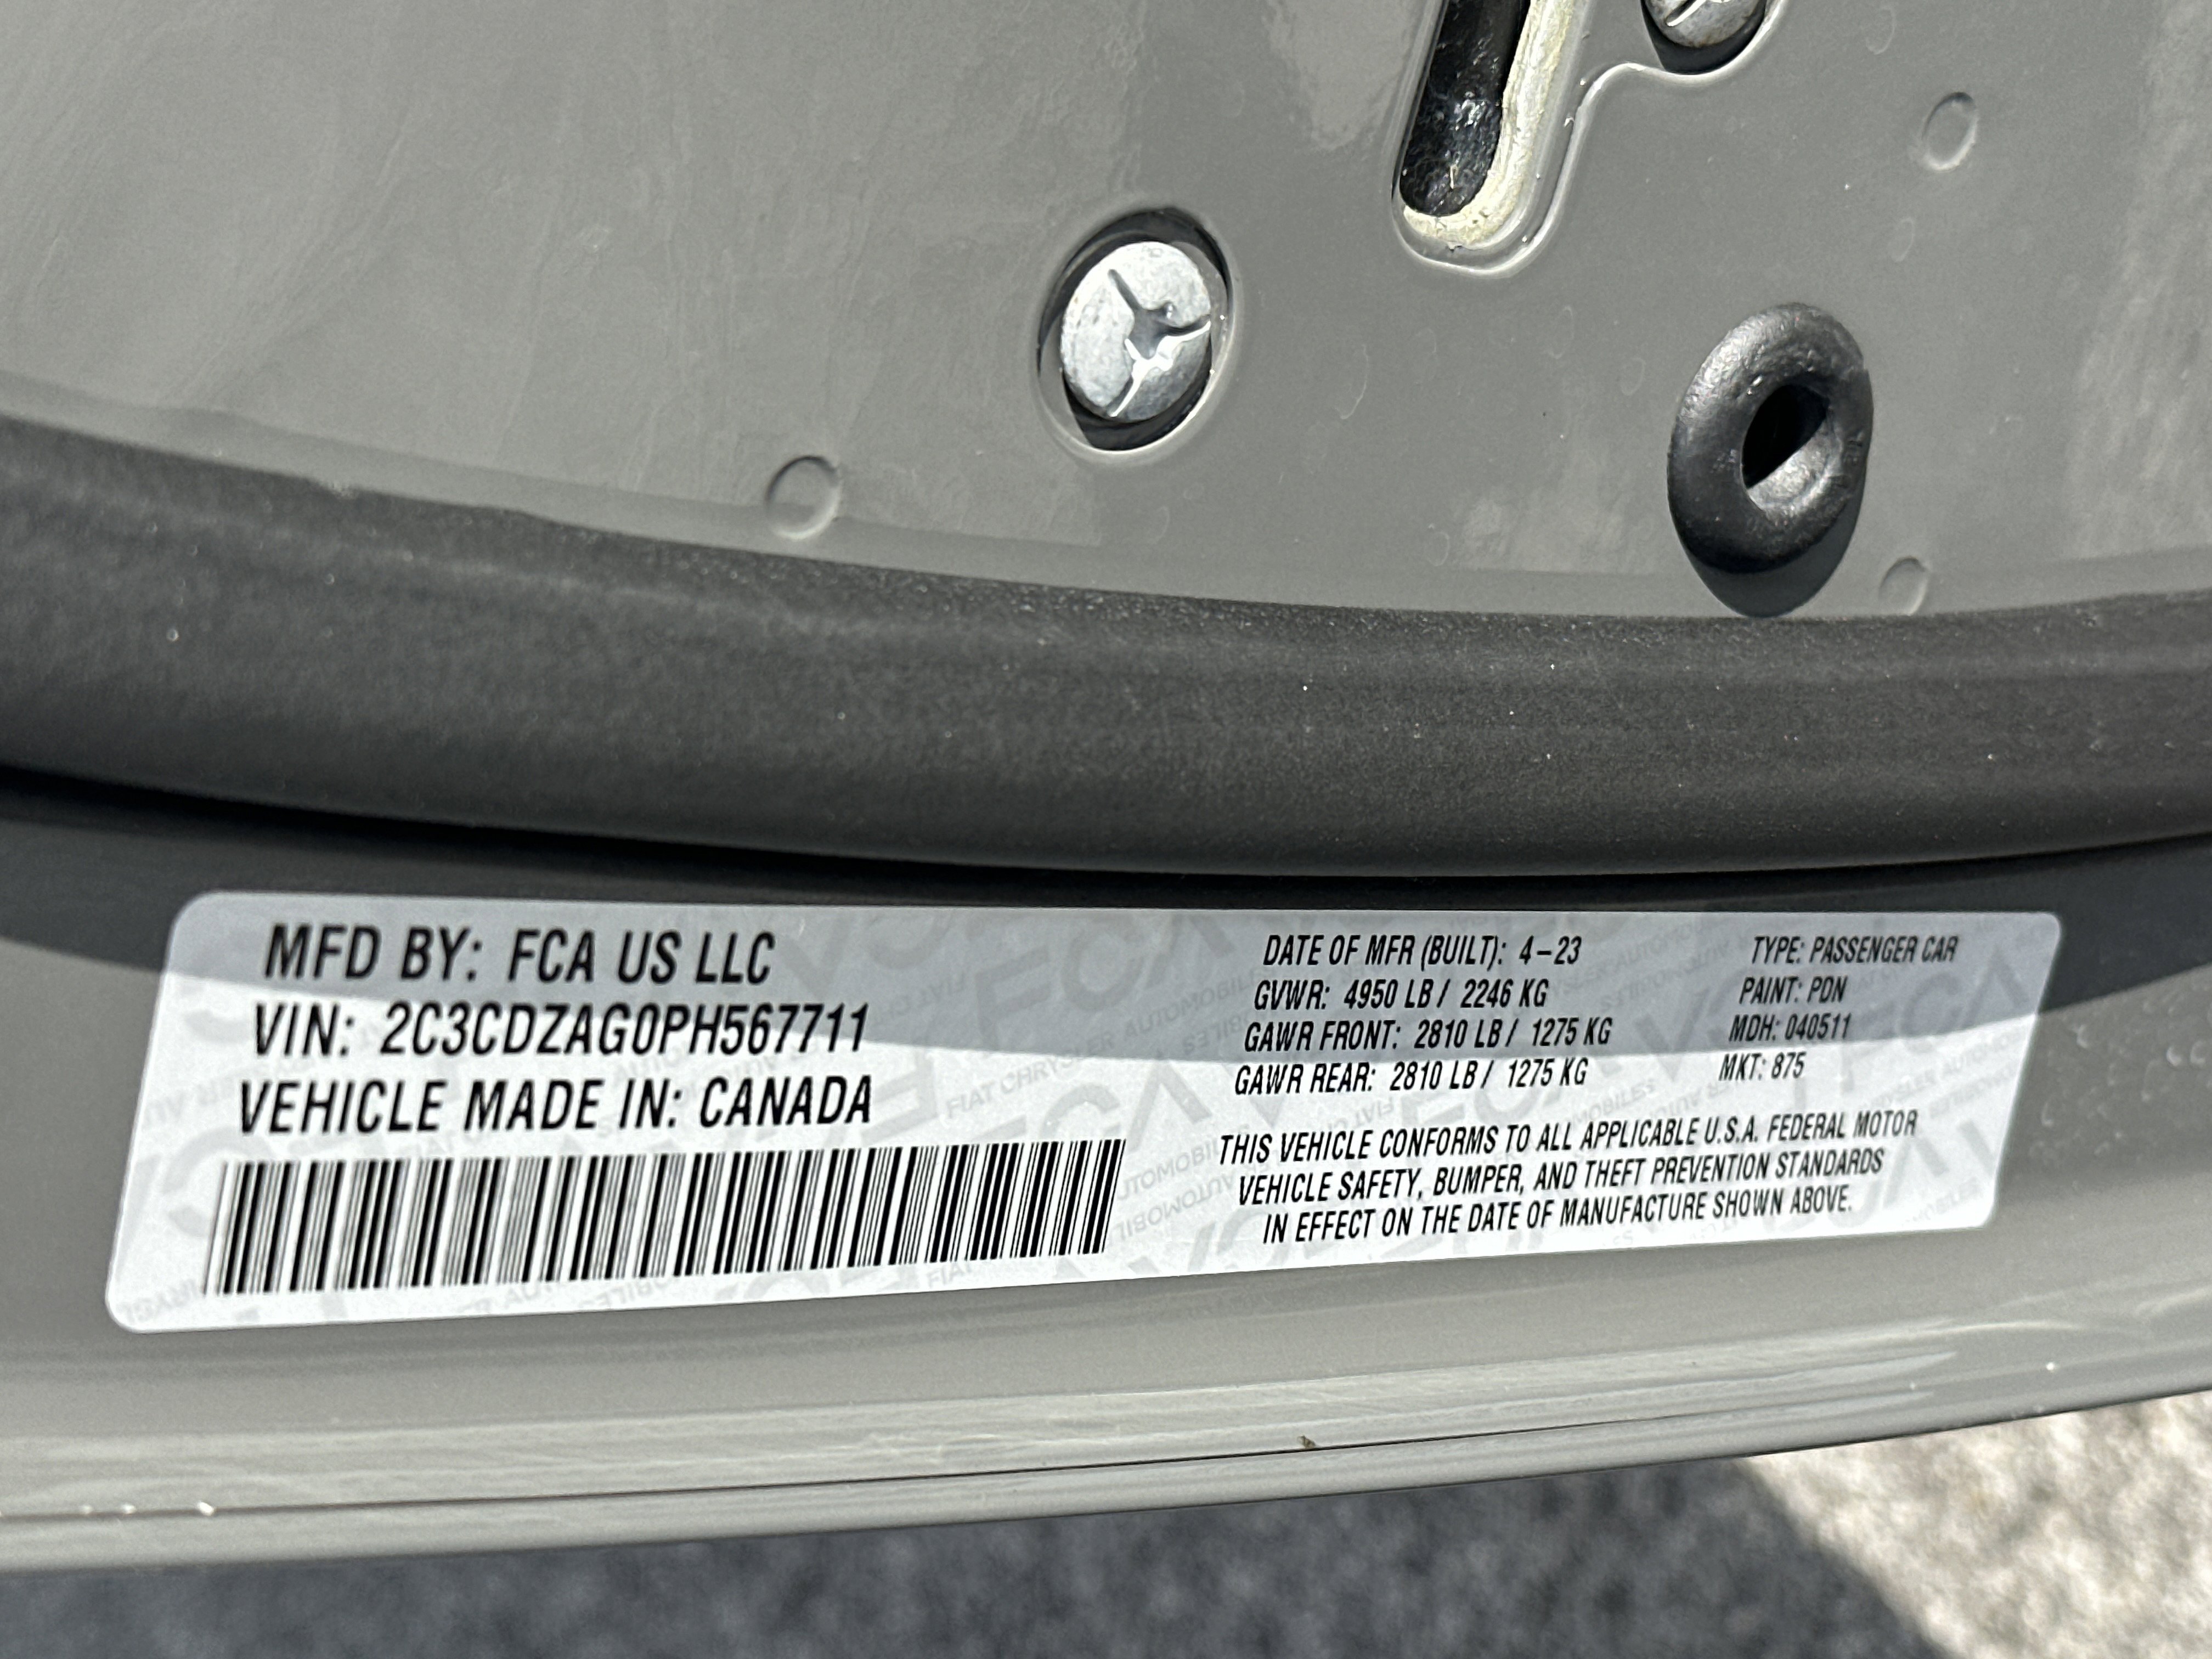 MFD BY: FCA US LLC
VIN: 2C3CDZAG0PH567711
VEHICLE MADE IN: CANADA
DATE OF MFR (BUILT): 4-23
GVWR: 4950 LB / 2246 KG
GAWR FRONT: 2810 LB / 1275 KG
GAWR REAR: 2810 LB / 1275 KG
TYPE: PASSENGER CAR
PAINT: PDN
MDH: 040511
MKT: 875
THIS VEHICLE CONFORMS TO ALL APPLICABLE U.S.A. FEDERAL MOTOR
VEHICLE SAFETY, BUMPER, AND THEFT PREVENTION STANDARDS
IN EFFECT ON THE DATE OF MANUFACTURE SHOWN ABOVE.